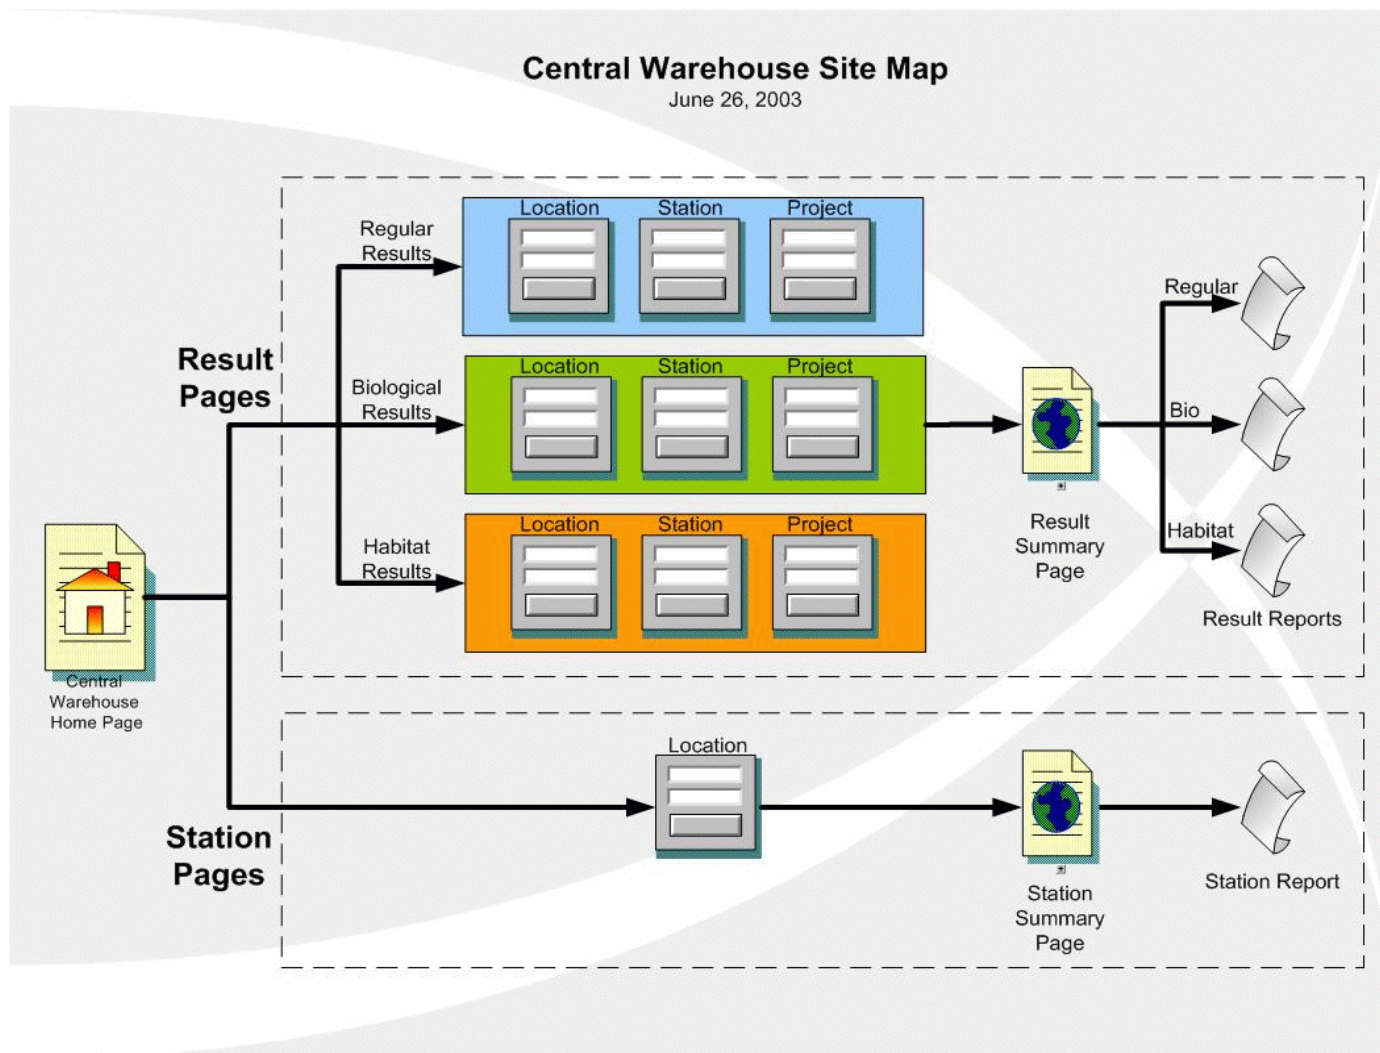 Central Warehouse Site Map
June 26, 2003
Location Station Project
Regular
Results
Regular
Result
Pages
Location Station Project
Biological
Results
Bio
Location Station Project
Habitat
Results
Result
Summary
Page
Habitat
Result Reports
Central
Warehouse
Home Page
Location
Station
Pages
Station
Summary
Page
Station Report